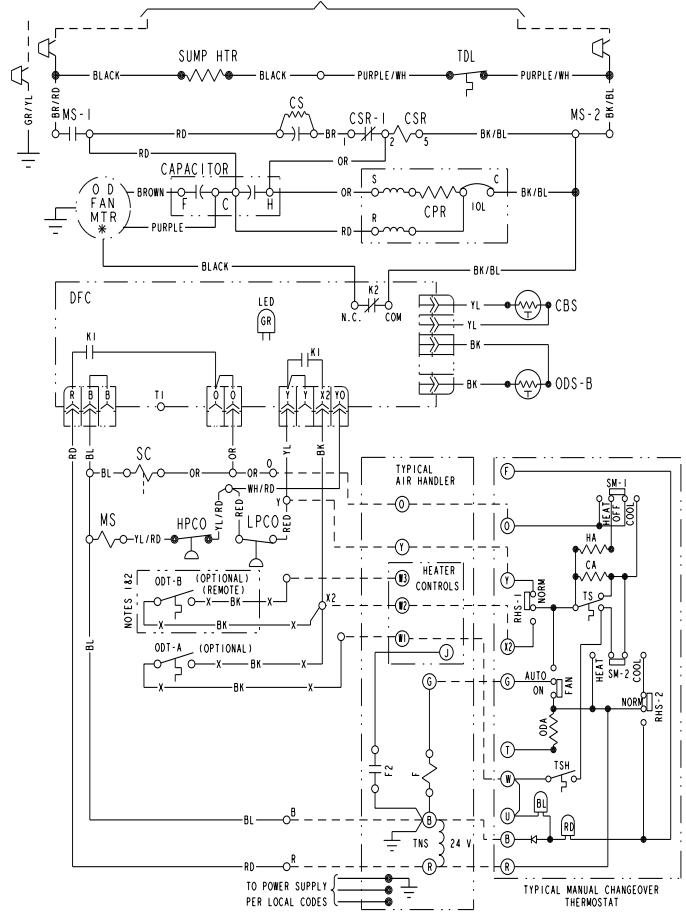 SUMP HTR
TDL
BLACK
BLACK
PURPLE/WH
PURPLE/WH
GR/YL
BR/RD
BK/BL
MS-1
CS
CSR-1
CSR
MS-2
RD
BR
1
2
5
BK/BL
RD
OR
CAPACITOR
O D
FAN
MTR
*
BROWN
F
C
H
OR
S
C
CPR
IOL
BK/BL
PURPLE
RD
R
BLACK
BK/BL
DFC
LED
GR
K2
N.C.
COM
YL
CBS
YL
BK
BK
ODS-B
K1
K1
R
B
B
T1
O
O
Y
Y
X2
YO
RD
BL
OR
YL
BK
SC
BL
OR
OR
O
WH/RD
MS
YL/RD
HPCO
YL/RD
RED
LPCO
RED
Y
TYPICAL
AIR HANDLER
O
Y
HEATER
CONTROLS
W3
W2
W1
J
G
NOTES 1&2
ODT-B
(OPTIONAL)
(REMOTE)
X
BK
X
X
BK
X
X2
ODT-A
(OPTIONAL)
X
BK
X
X
BK
X
BL
F2
F
BL
B
B
TNS
24 V
RD
R
R
TO POWER SUPPLY
PER LOCAL CODES
F
SM-1
HEAT
OFF
COOL
O
HA
CA
Y
NORM
RHS-1
TS
X2
HEAT
SM-2
COOL
G
AUTO
ON
FAN
NORM
RHS-2
ODA
T
TSH
W
BL
U
RD
B
R
TYPICAL MANUAL CHANGEOVER
THERMOSTAT